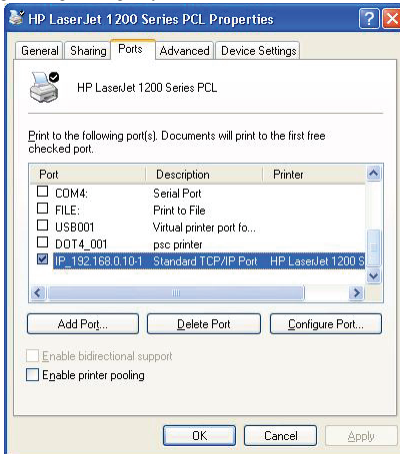 HP LaserJet 1200 Series PCL Properties
General Sharing Ports Advanced Device Settings
HP LaserJet 1200 Series PCL
Print to the following port(s). Documents will print to the first free
checked port.
Port Description Printer
COM4: Serial Port
FILE: Print to File
USB001 Virtual printer port fo...
DOT4_001 psc printer
IP_192.168.0.10-1 Standard TCP/IP Port HP LaserJet 1200 S
Add Port... Delete Port Configure Port...
Enable bidirectional support
Enable printer pooling
OK Cancel Apply